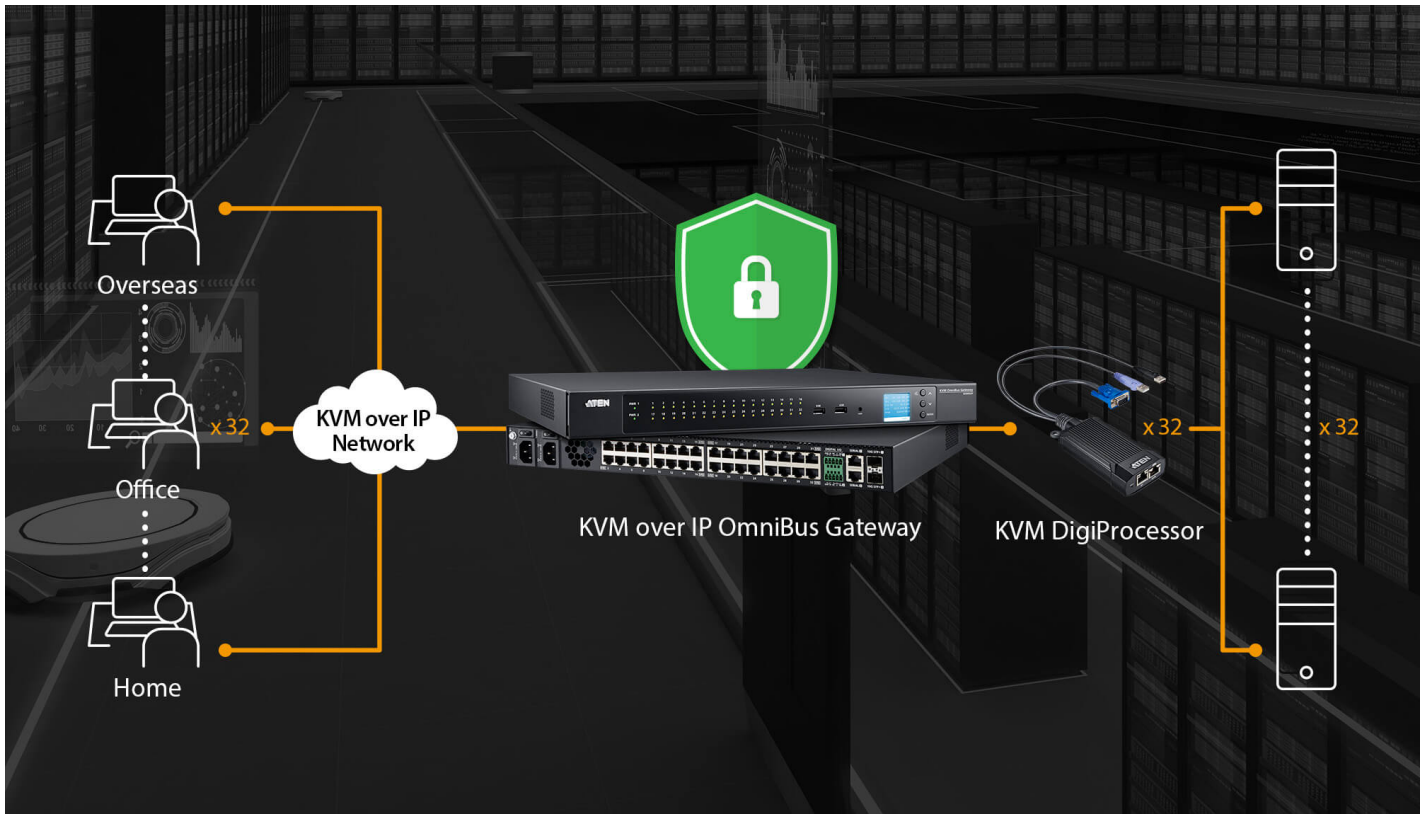 Overseas
x 32
Office
Home
KVM over IP
Network
ATEN
KVM over IP OmniBus Gateway
ATEN
KVM DigiProcessor
x 32
x 32